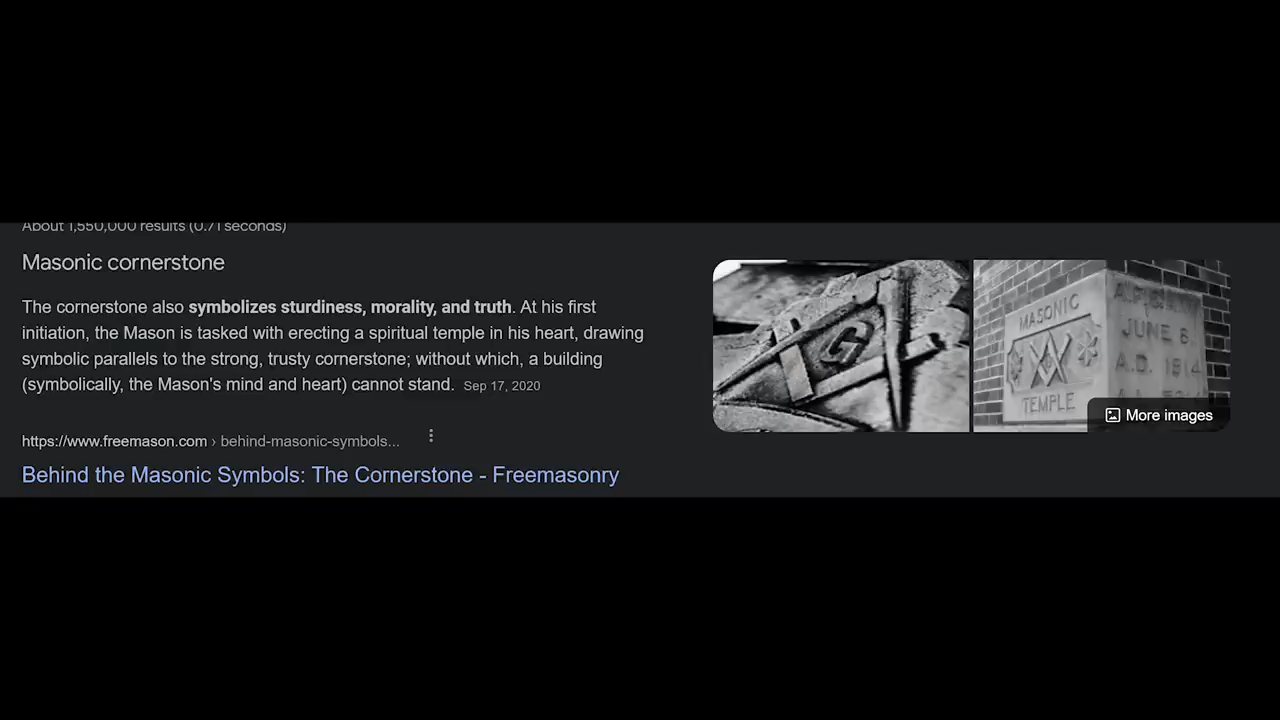 About 1,550,000 results (0.71 seconds)
Masonic cornerstone
The cornerstone also symbolizes sturdiness, morality, and truth. At his first
initiation, the Mason is tasked with erecting a spiritual temple in his heart, drawing
symbolic parallels to the strong, trusty cornerstone; without which, a building
(symbolically, the Mason's mind and heart) cannot stand. Sep 17, 2020
https://www.freemason.com › behind-masonic-symbols...
Behind the Masonic Symbols: The Cornerstone - Freemasonry
G
MASONIC
G
TEMPLE
JUNE 6,
A.D. 1914
More images